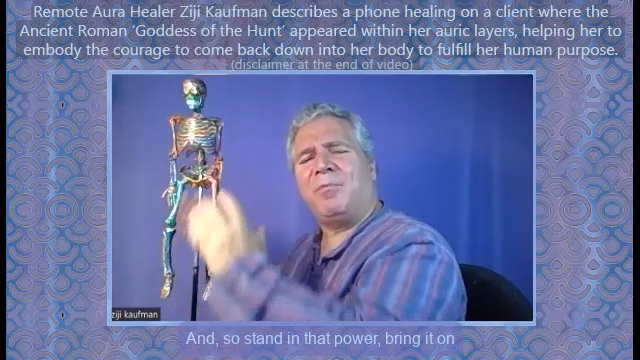 Remote Aura Healer Ziji Kaufman describes a phone healing on a client where the
Ancient Roman ‘Goddess of the Hunt’ appeared within her auric layers, helping her to
embody the courage to come back down into her body to fulfill her human purpose.
(disclaimer at the end of video)
ziji kaufman
And, so stand in that power, bring it on